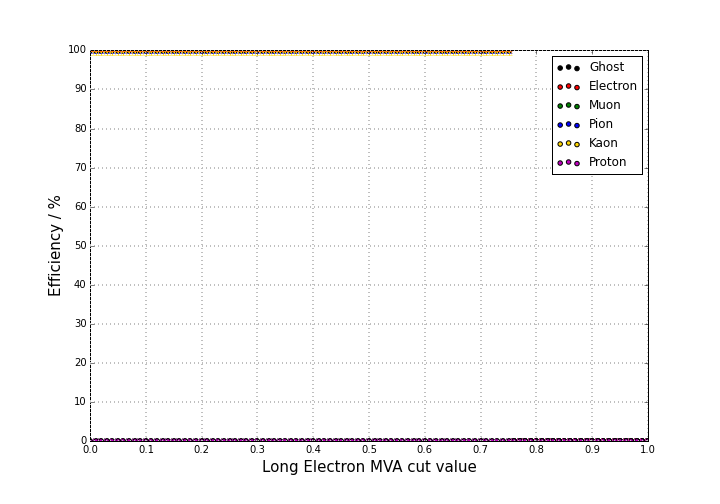 100
90
80
70
60
50
40
30
20
10
0
Efficiency / %
0.0 0.1 0.2 0.3 0.4 0.5 0.6 0.7 0.8 0.9 1.0
Long Electron MVA cut value
Ghost
Electron
Muon
Pion
Kaon
Proton